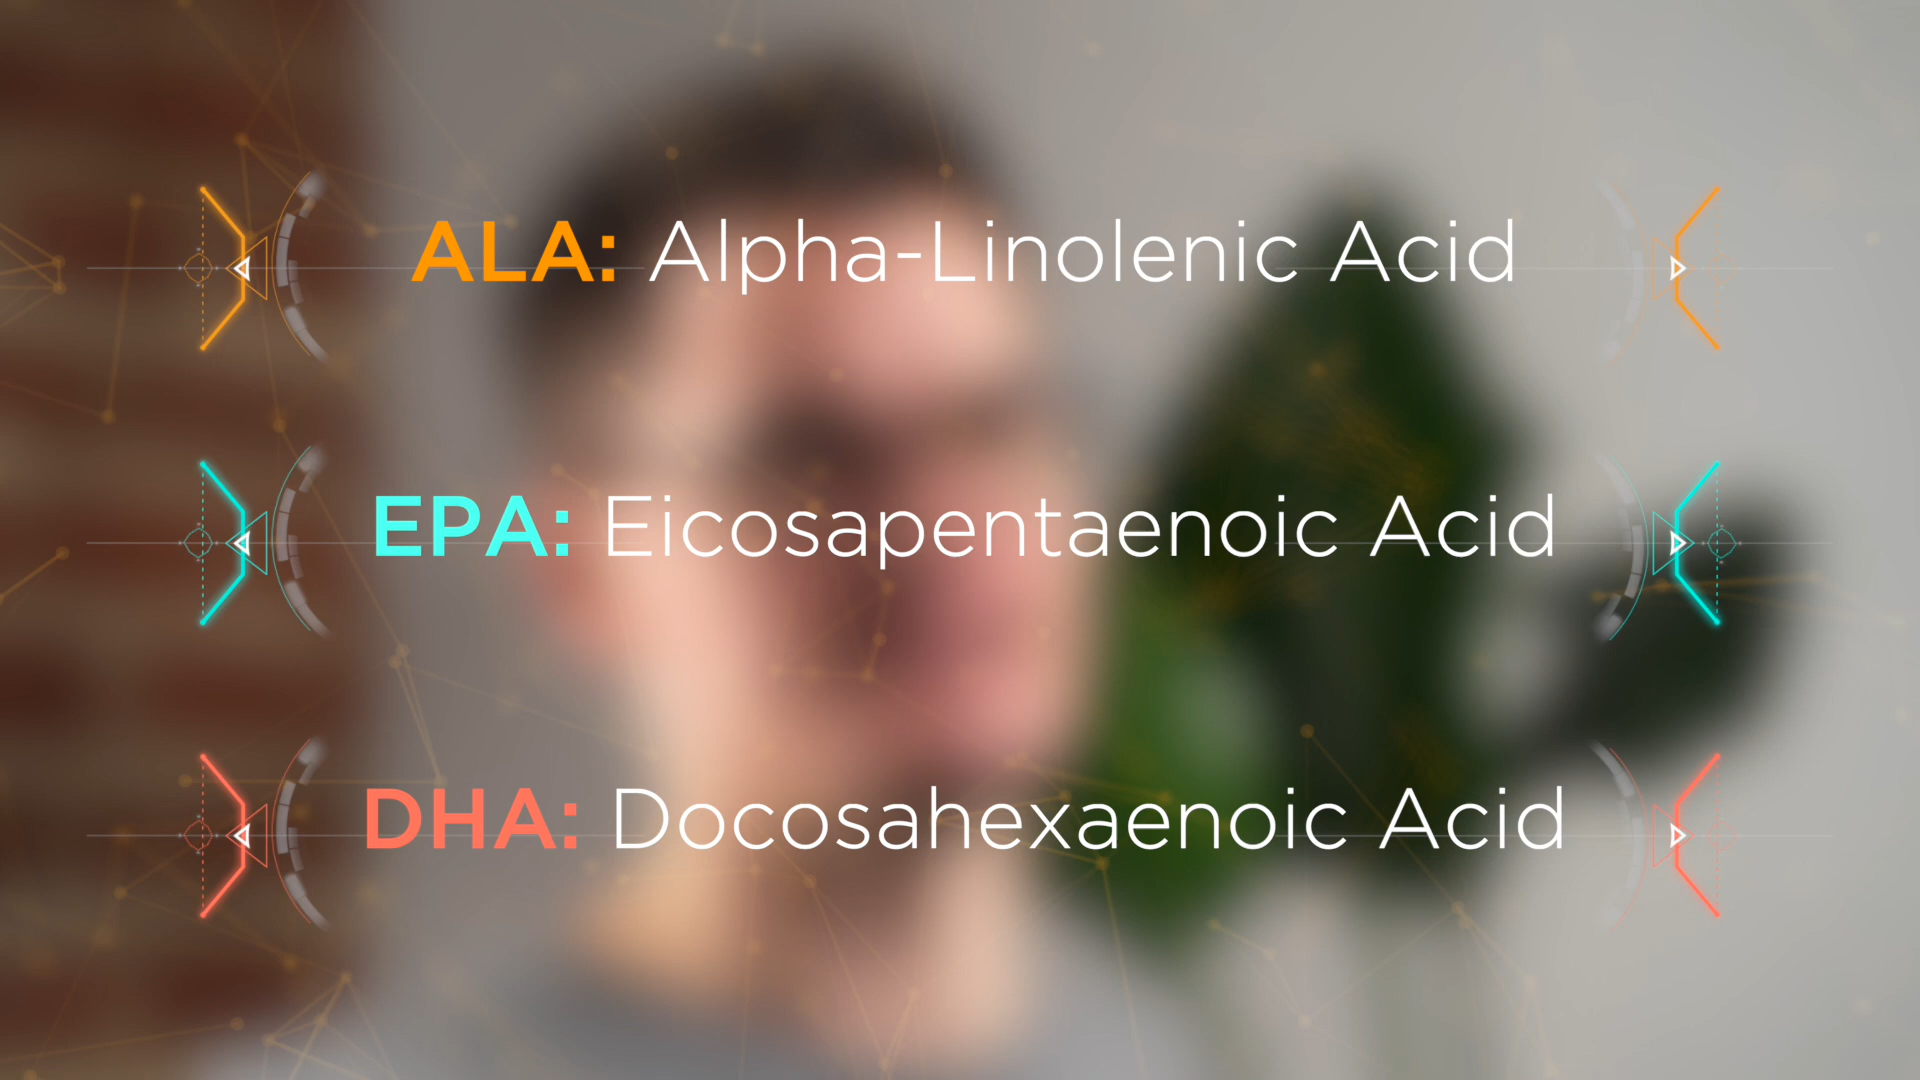 ALA: Alpha-Linolenic Acid
EPA: Eicosapentaenoic Acid
DHA: Docosahexaenoic Acid